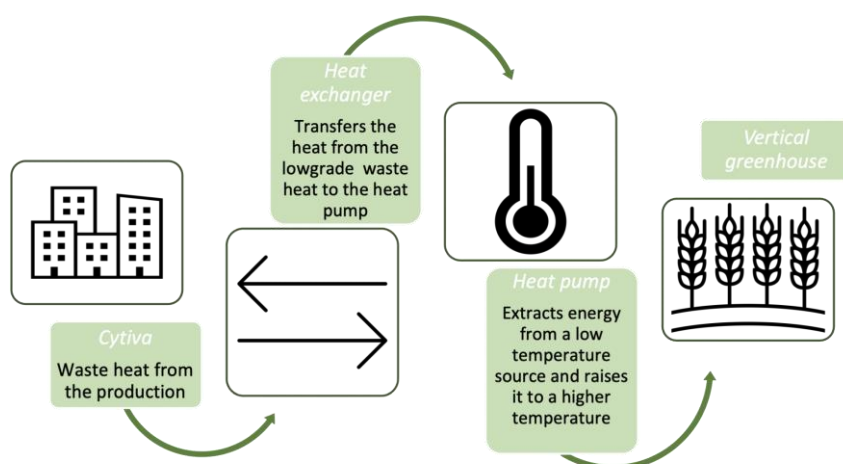 Cytiva
Waste heat from
the production
Heat
exchanger
Transfers the
heat from the
lowgrade waste
heat to the heat
pump
Heat pump
Extracts energy
from a low
temperature
source and raises
it to a higher
temperature
Vertical
greenhouse